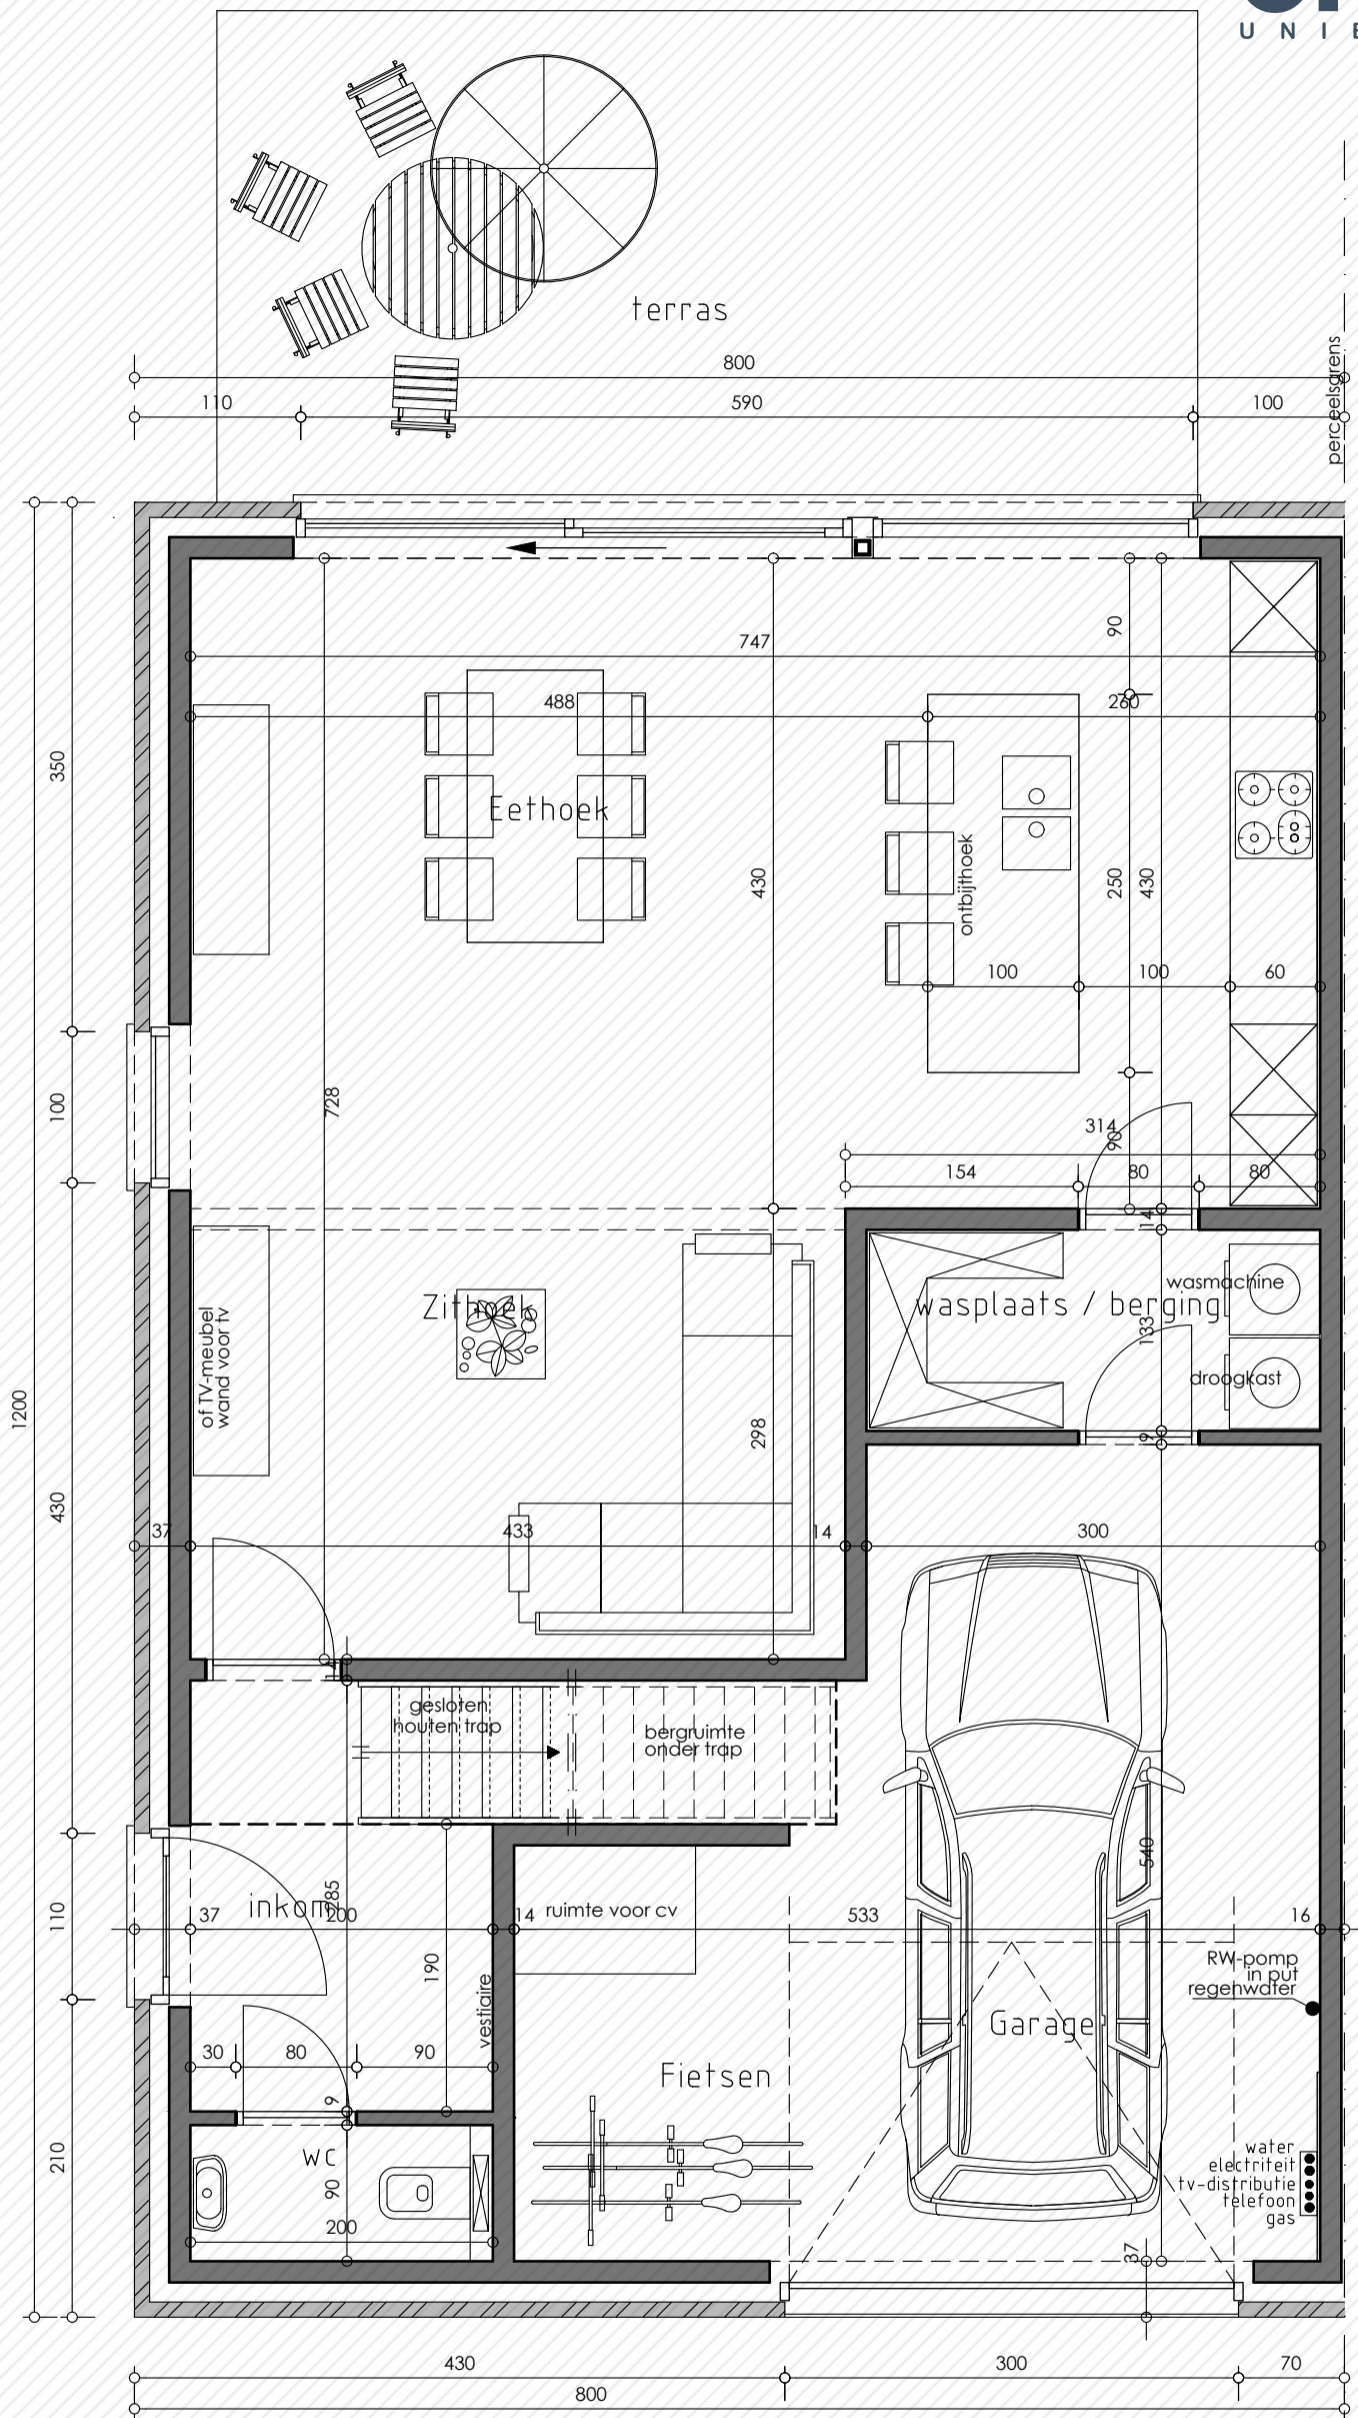 UNIE
terras
800
110
590
100
perceelsgrens
747
488
260
90
350
Eethoek
ontbijthoek
430
250
430
100
100
60
100
728
314
90
154
80
80
14
wasmachine
Zithoek
wasplaats / berging
133
droogkast
of TV-meubel
wand voor tv
1200
298
9
430
37
433
14
300
gesloten
houten trap
bergruimte
onder trap
540
110
inkom
285
37
200
14
ruimte voor cv
533
16
190
RW-pomp
in put
regenwater
vestiaire
Garage
30
80
90
Fietsen
9
wc
210
90
water
electriteit
tv-distributie
telefoon
gas
200
37
430
300
70
800